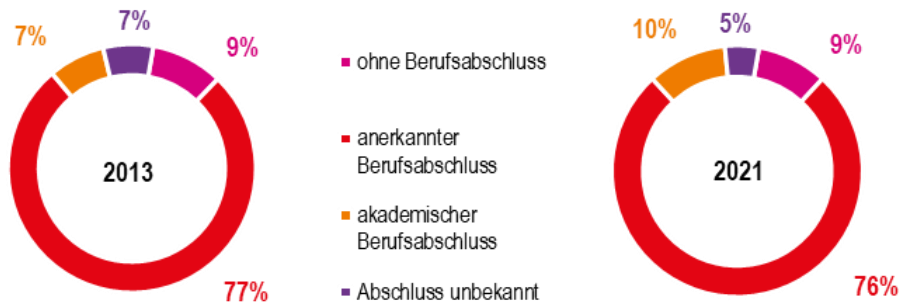 7%
7%
9%
2013
77%
ohne Berufsabschluss
anerkannter
Berufsabschluss
akademischer
Berufsabschluss
Abschluss unbekannt
10%
5%
9%
2021
76%